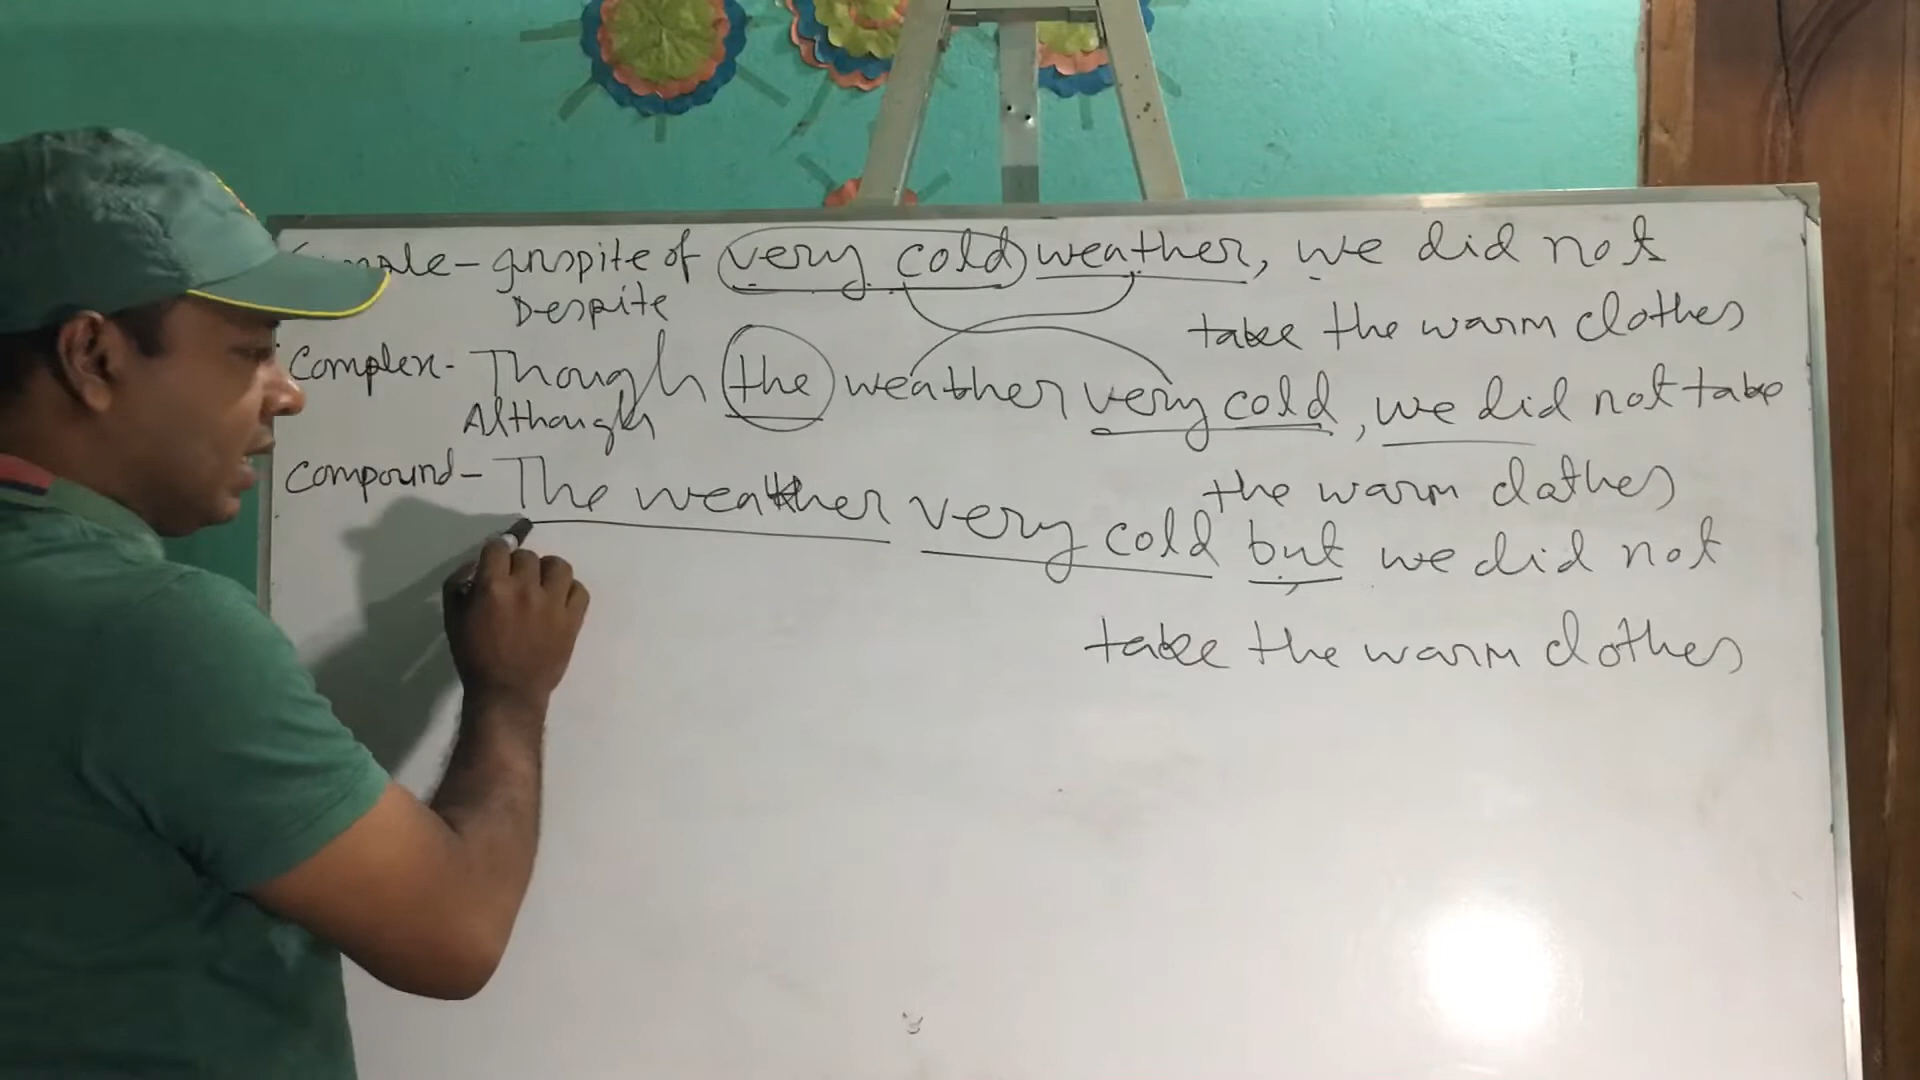 Simple- Inspite of very cold weather, we did not
Despite
take the warm clothes
Complex- Though the weather very cold, we did not take
Although
the warm clothes
Compound- The weather very cold but we did not
take the warm clothes